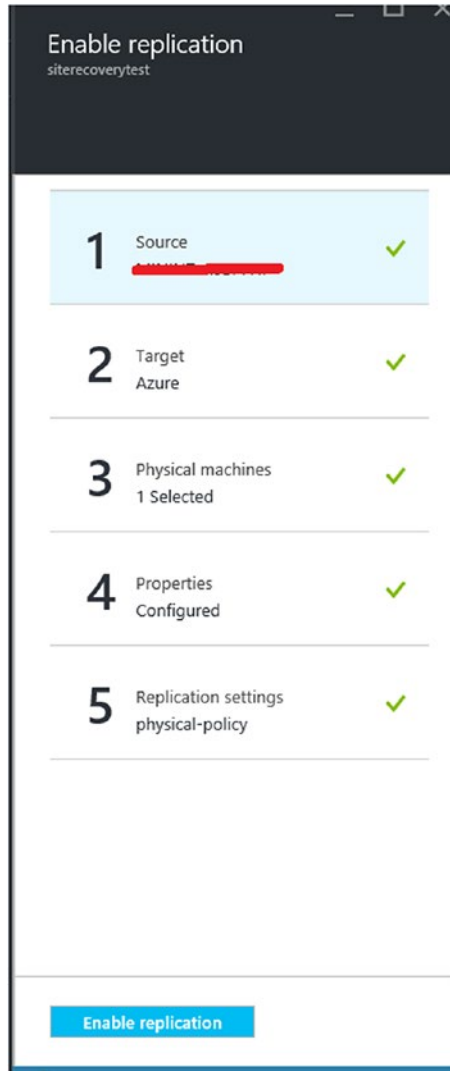 Enable replication
siterecoverytest
1
Source
2
Target
Azure
3
Physical machines
1 Selected
4
Properties
Configured
5
Replication settings
physical-policy
Enable replication